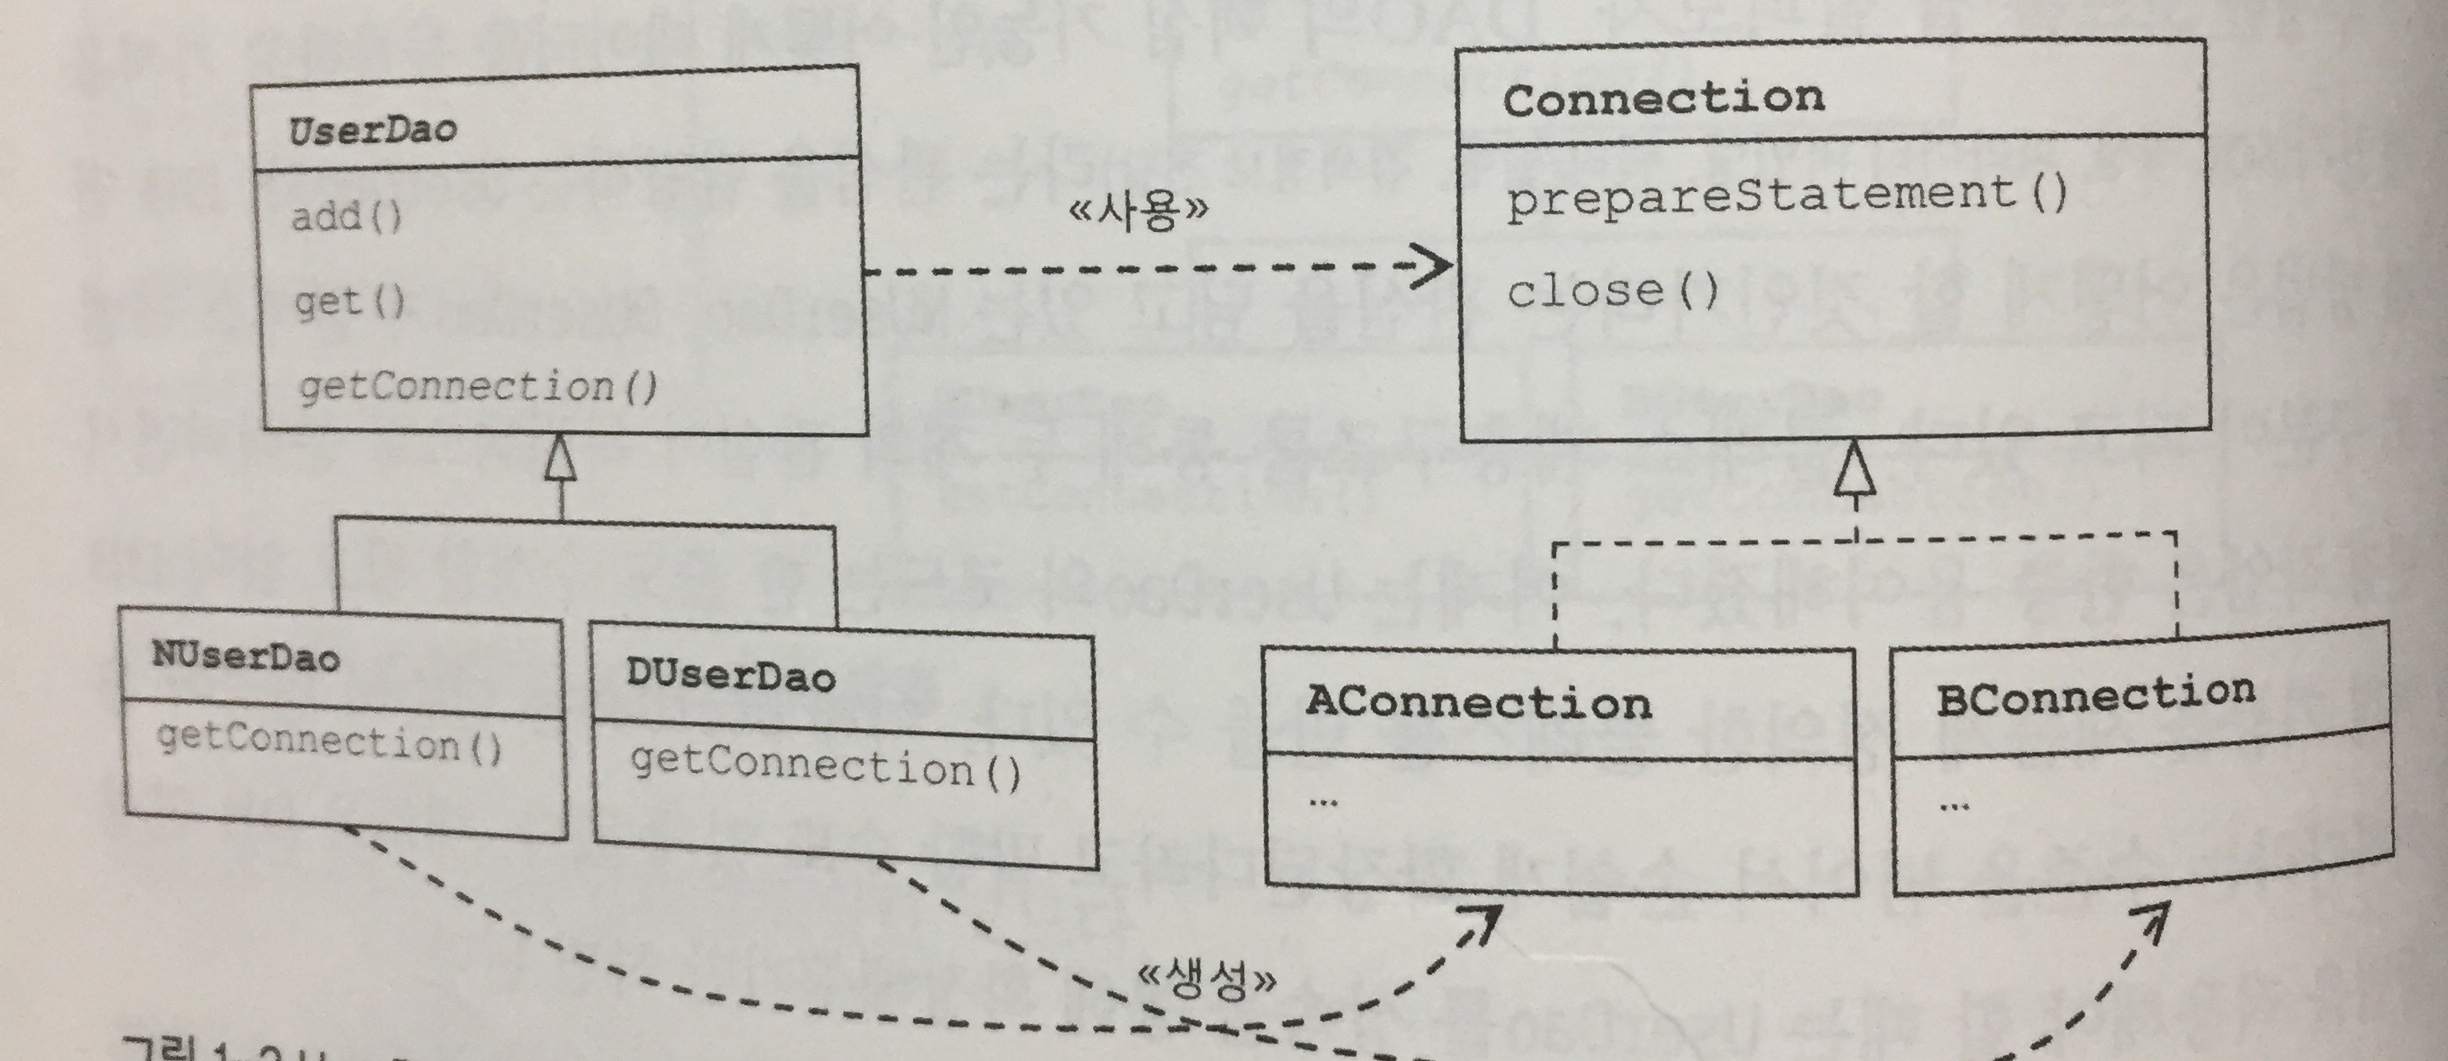 UserDao
add()
get()
getConnection()
«사용»
Connection
prepareStatement()
close()
NUserDao
getConnection()
DUserDao
getConnection()
AConnection
...
BConnection
...
«생성»
그림 1-2